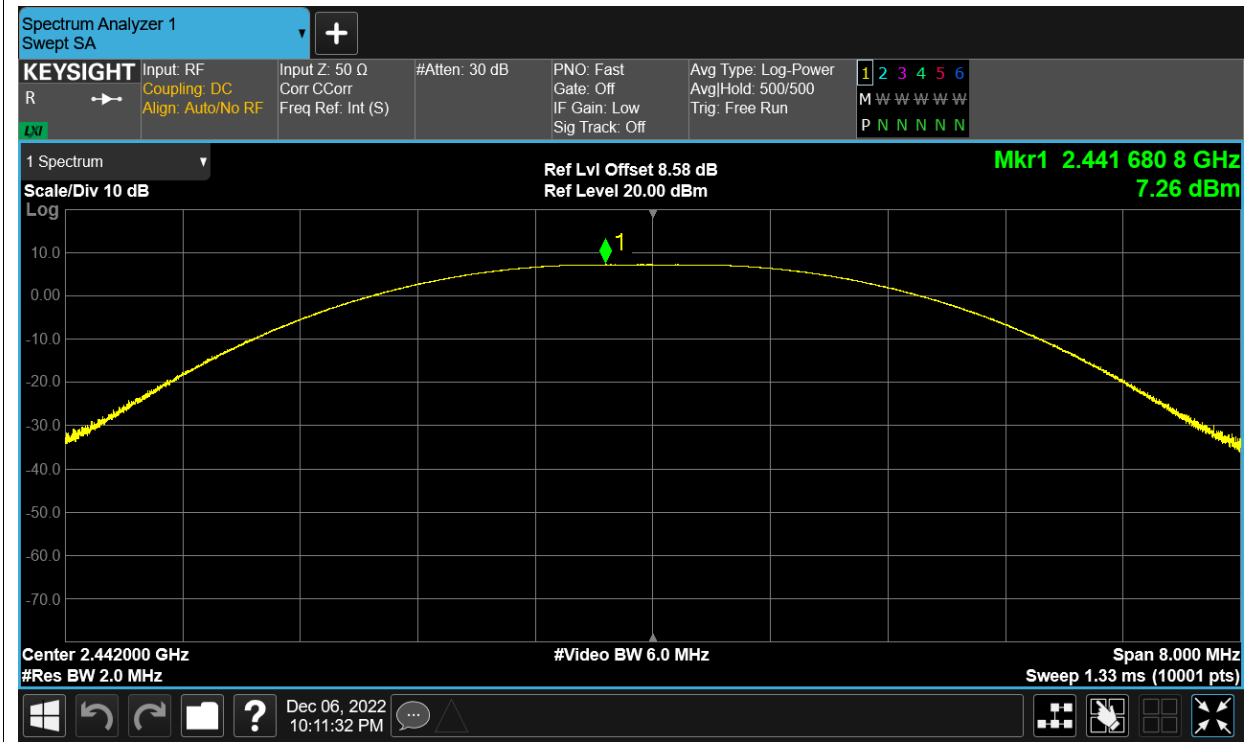 Spectrum Analyzer 1
Swept SA
KEYSIGHT
R
LXI
Input: RF
Coupling: DC
Align: Auto/No RF
Input Z: 50 Ω
Corr CCorr
Freq Ref: Int (S)
#Atten: 30 dB
PNO: Fast
Gate: Off
IF Gain: Low
Sig Track: Off
Avg Type: Log-Power
Avg|Hold: 500/500
Trig: Free Run
1 2 3 4 5 6
M W W W W W
P N N N N N N
1 Spectrum
Scale/Div 10 dB
Log
Ref Lvl Offset 8.58 dB
Ref Level 20.00 dBm
Mkr1 2.441 680 8 GHz
7.26 dBm
1
10.0
0.00
-10.0
-20.0
-30.0
-40.0
-50.0
-60.0
-70.0
Center 2.442000 GHz
#Res BW 2.0 MHz
#Video BW 6.0 MHz
Span 8.000 MHz
Sweep 1.33 ms (10001 pts)
?
Dec 06, 2022
10:11:32 PM